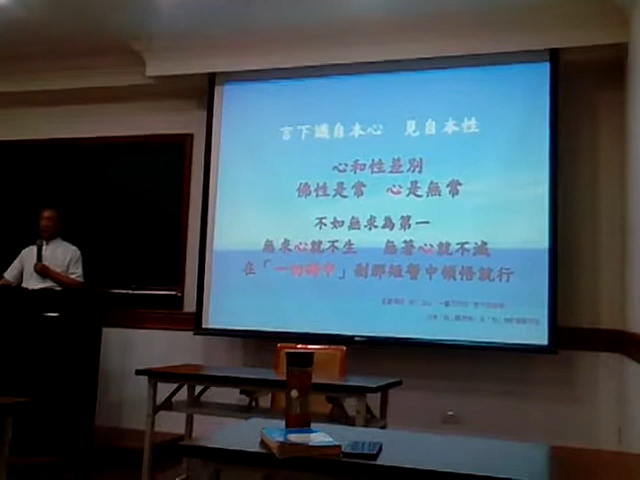 言下識自本心　見自本性
心和性差別
佛性是常　心是無常
不如無求為第一
無求心就不生　無著心就不滅
在「一切時中」剎那短暫中頓悟就行